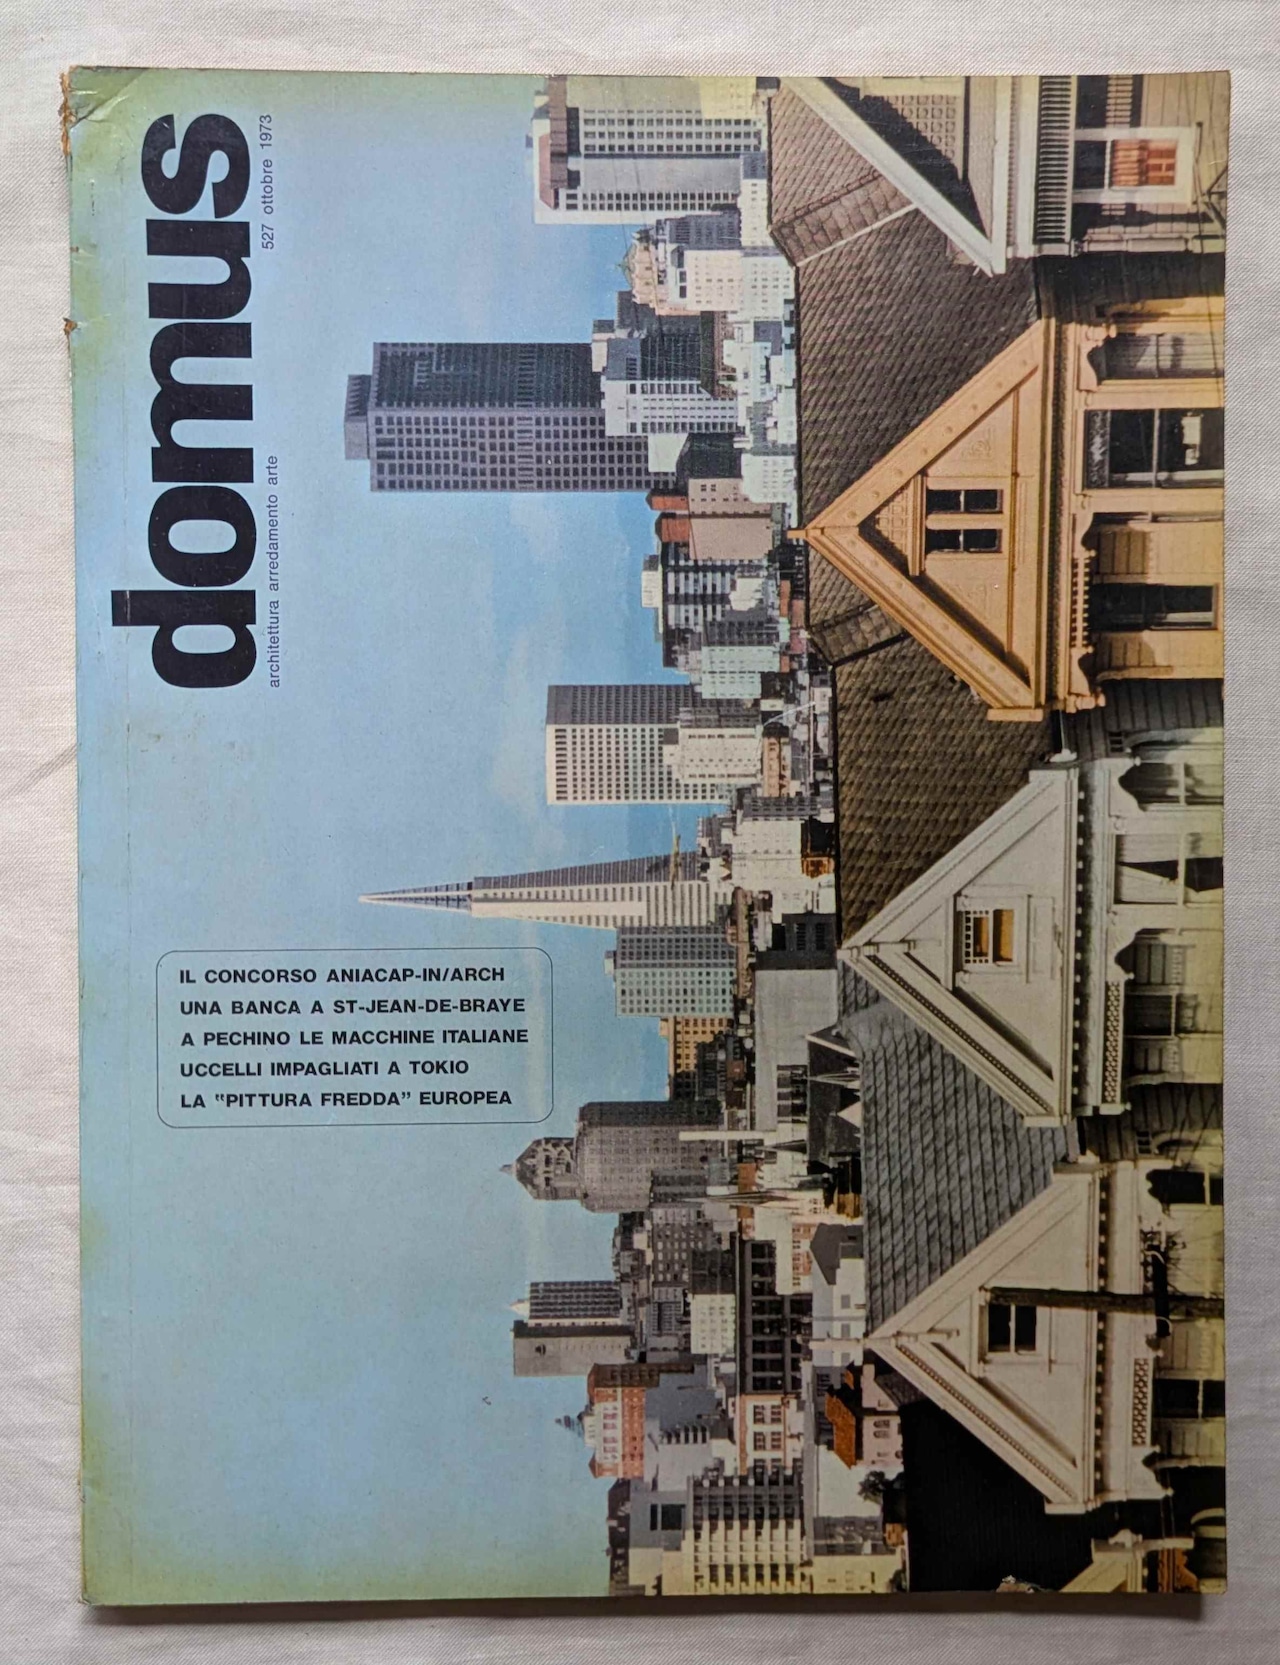 domus
architettura arredamento arte
527 ottobre 1973
IL CONCORSO ANIACAP-IN/ARCH
UNA BANCA A ST-JEAN-DE-BRAYE
A PECHINO LE MACCHINE ITALIANE
UCCELLI IMPAGLIATI A TOKIO
LA “PITTURA FREDDA” EUROPEA